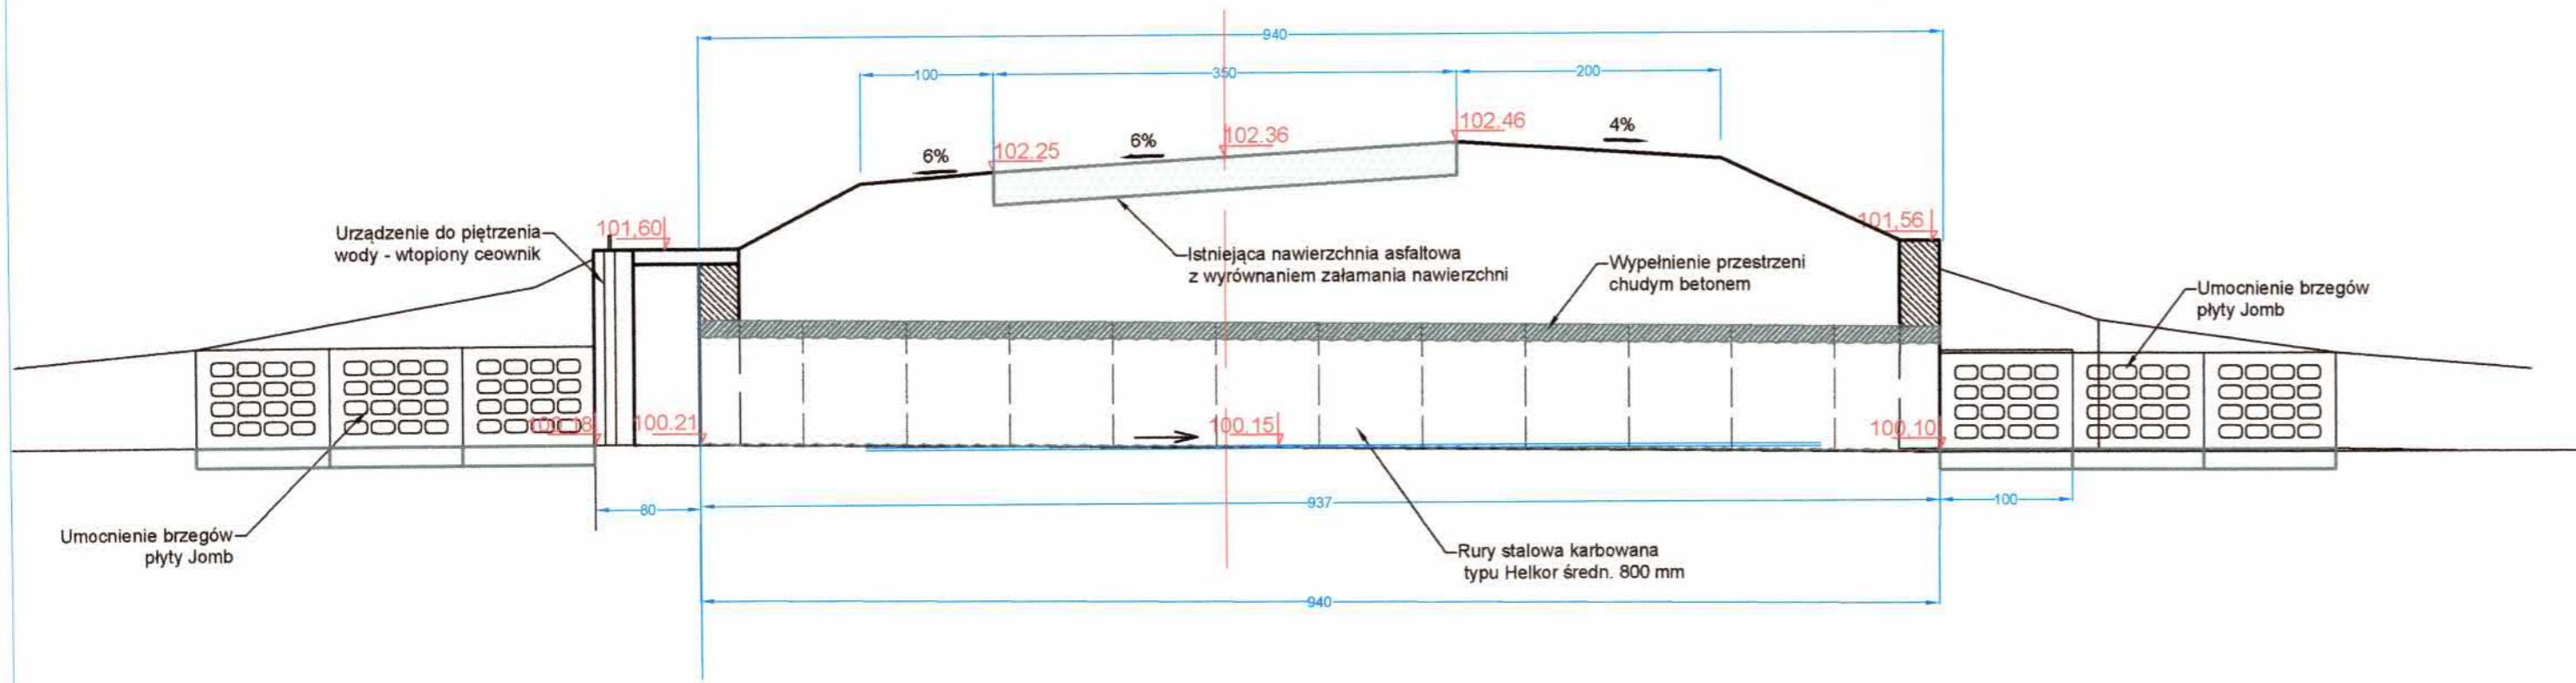 940
100
350
200
6%
102.25
6%
102.36
102,46
4%
Urządzenie do piętrzenia
wody - wtopiony ceownik
101,60
101,56
Istniejąca nawierzchnia asfaltowa
z wyrównaniem załamania nawierzchni
Wypełnienie przestrzeni
chudym betonem
Umocnienie brzegów
płyty Jomb
100,18
100.21
100.15
100,10
80
937
100
Umocnienie brzegów
płyty Jomb
Rury stalowa karbowana
typu Helkor średn. 800 mm
940